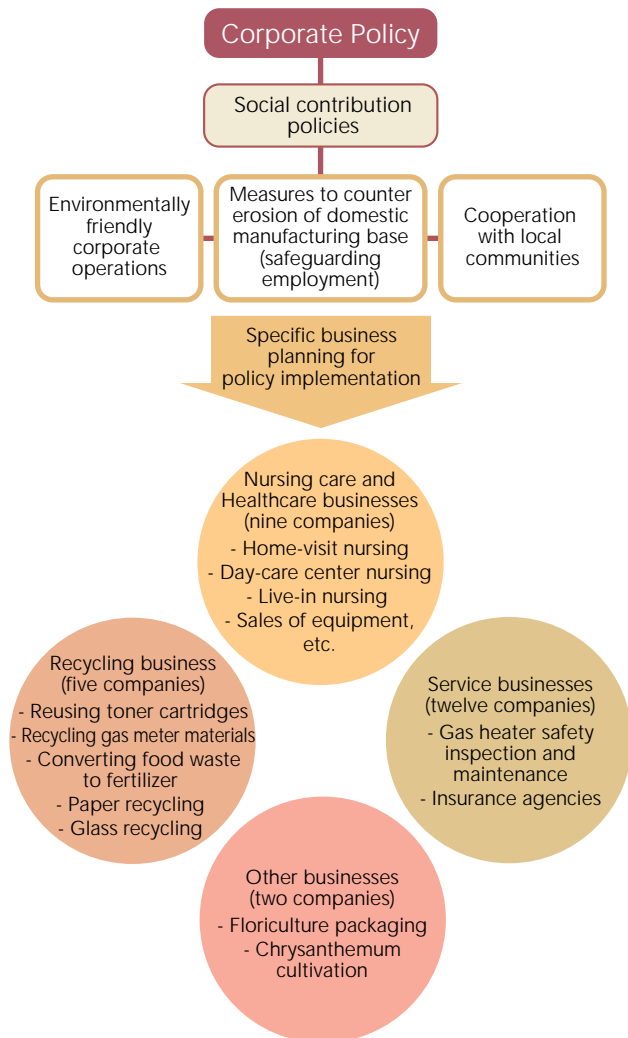 Corporate Policy
Social contribution
policies
Environmentally
friendly
corporate
operations
Measures to counter
erosion of domestic
manufacturing base
(safeguarding
employment)
Cooperation
with local
communities
Specific business
planning for
policy implementation
Nursing care and
Healthcare businesses
(nine companies)
- Home-visit nursing
- Day-care center nursing
- Live-in nursing
- Sales of equipment,
etc.
Recycling business
(five companies)
- Reusing toner cartridges
- Recycling gas meter materials
- Converting food waste
to fertilizer
- Paper recycling
- Glass recycling
Service businesses
(twelve companies)
- Gas heater safety
inspection and
maintenance
- Insurance agencies
Other businesses
(two companies)
- Floriculture packaging
- Chrysanthemum
cultivation